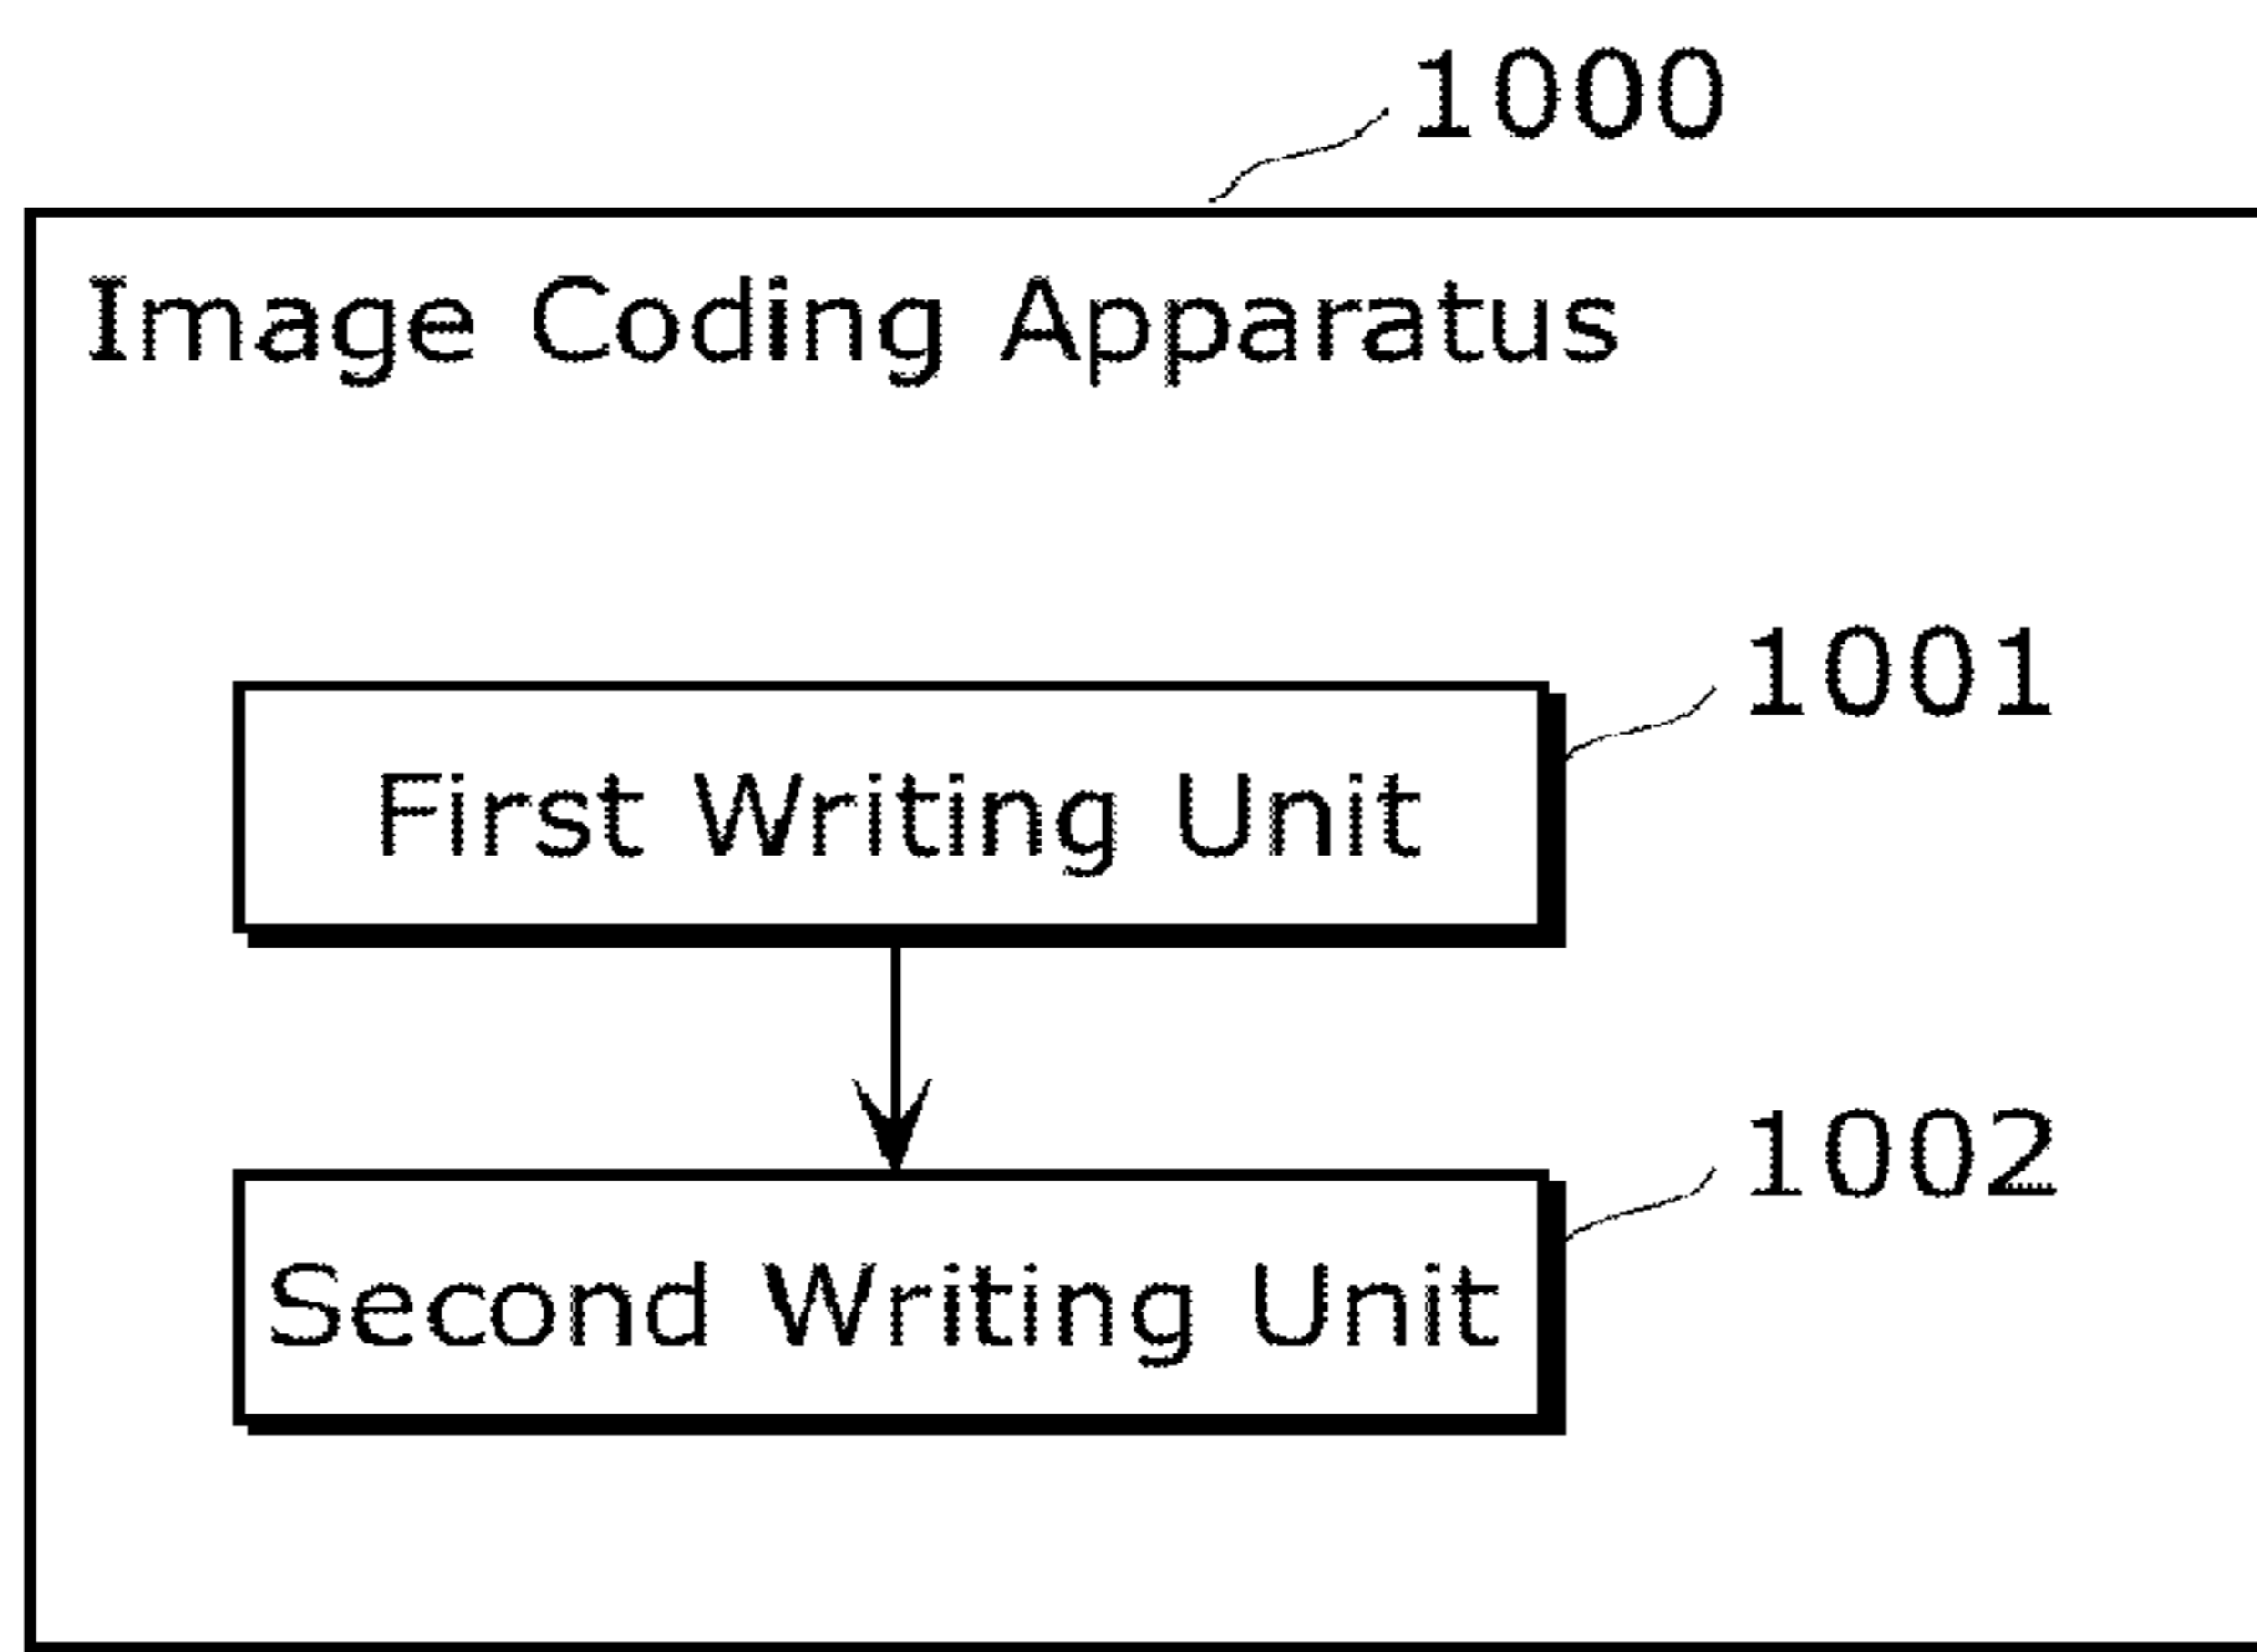 1000
Image Coding Apparatus
1001
First Writing Unit
1002
Second Writing Unit